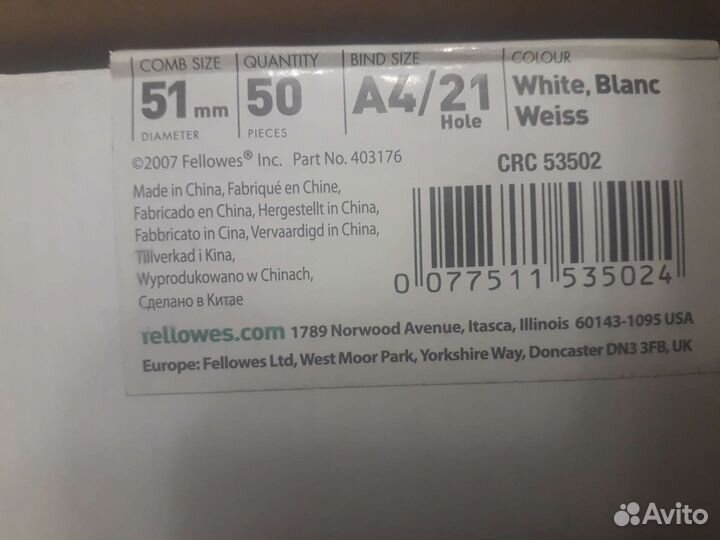 COMB SIZE QUANTITY BIND SIZE COLOUR
51 mm 50 A4/21 White, Blanc
DIAMETER PIECES Hole Weiss
©2007 Fellowes® Inc. Part No. 403176 CRC 53502
Made in China, Fabriqué en Chine,
Fabricado en China, Hergestellt in China,
Fabbricato in Cina, Vervaardigd in China,
Tillverkad i Kina,
Wyprodukowano w Chinach,
Сделано в Китае
0 077511 535024
fellowes.com 1789 Norwood Avenue, Itasca, Illinois 60143-1095 USA
Europe: Fellowes Ltd, West Moor Park, Yorkshire Way, Doncaster DN3 3FB, UK
Avito